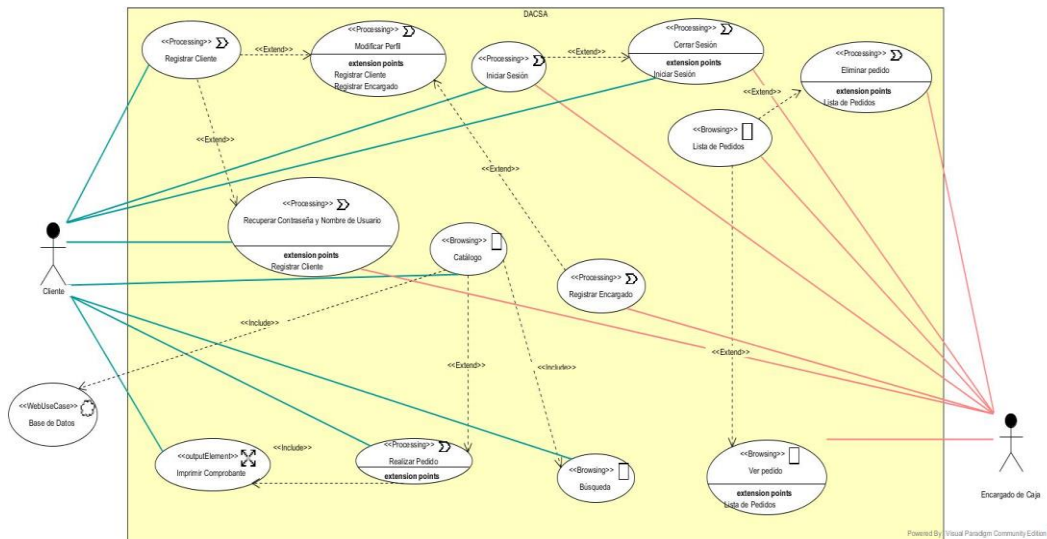 DACSA
<<Processing>>
Registrar Cliente
<<Extend>>
<<Processing>>
Modificar Perfil
extension points
Registrar Cliente
Registrar Encargado
<<Processing>>
Iniciar Sesión
<<Extend>>
<<Processing>>
Cerrar Sesión
extension points
Iniciar Sesión
<<Processing>>
Eliminar pedido
extension points
Lista de Pedidos
<<Extend>>
<<Browsing>>
Lista de Pedidos
<<Extend>>
<<Extend>>
<<Processing>>
Recuperar Contraseña y Nombre de Usuario
extension points
Registrar Cliente
<<Browsing>>
Catálogo
<<Processing>>
Registrar Encargado
Cliente
<<Include>>
<<Extend>>
<<Include>>
<<Extend>>
<<WebUseCase>>
Base de Datos
<<outputElement>>
Imprimir Comprobante
<<Include>>
<<Processing>>
Realizar Pedido
extension points
<<Browsing>>
Búsqueda
<<Browsing>>
Ver pedido
extension points
Lista de Pedidos
Encargado de Caja
Powered By Visual Paradigm Community Edition